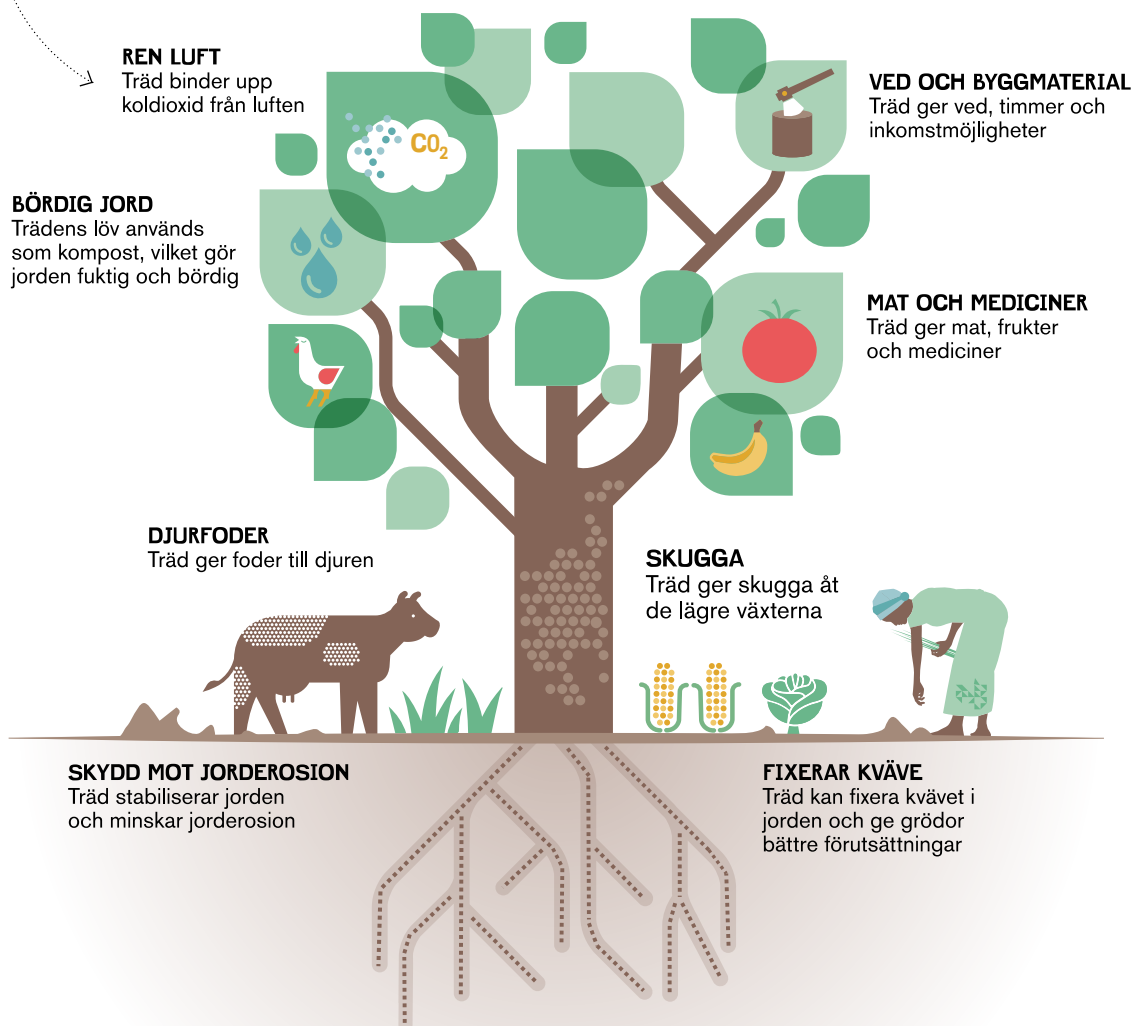 REN LUFT
Träd binder upp
koldioxid från luften
CO₂
VED OCH BYGGMATERIAL
Träd ger ved, timmer och
inkomstmöjligheter
BÖRDIG JORD
Trädens löv används
som kompost, vilket gör
jorden fuktig och bördig
MAT OCH MEDICINER
Träd ger mat, frukter
och mediciner
DJURFODER
Träd ger foder till djuren
SKUGGA
Träd ger skugga åt
de lägre växterna
SKYDD MOT JORDEROSION
Träd stabiliserar jorden
och minskar jorderosion
FIXERAR KVÄVE
Träd kan fixera kvävet i
jorden och ge grödor
bättre förutsättningar